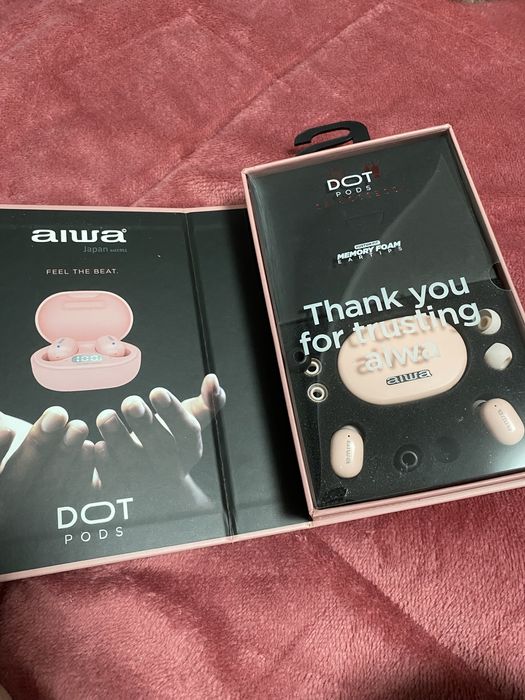 aiwa
Japan
FEEL THE BEAT.
DOT
PODS
DOT
PODS
MEMORY FOAM
EARTIPS
Thank you
for trusting
aiwa
aiwa
aiwa
aiwa